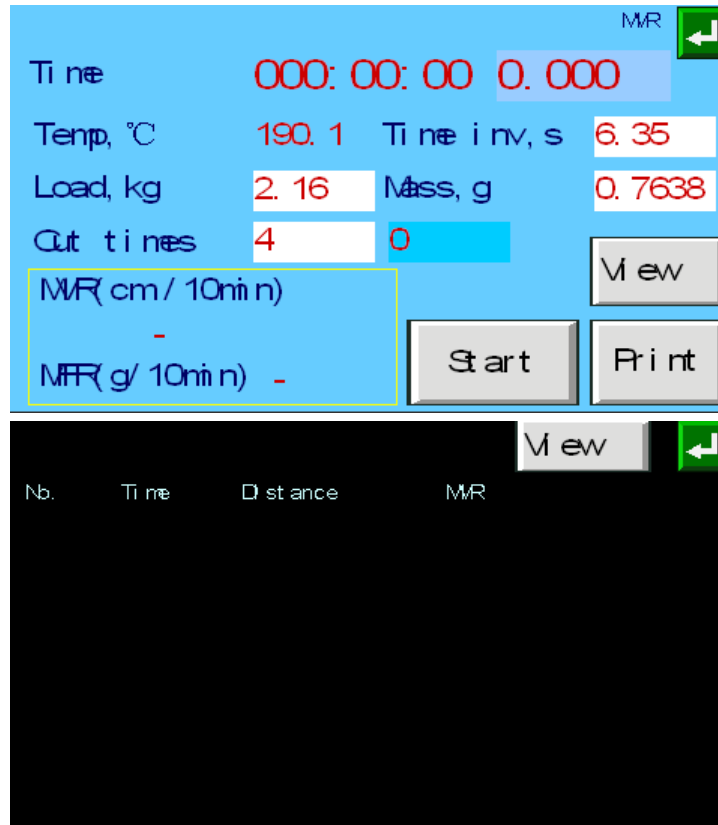 MVR
Time 000:00:00 0.000
Temp,℃ 190.1 Time inv,s 6.35
Load,kg 2.16 Mass,g 0.7638
Cut times 4 0
View
MVR(cm/10min)
-
MFR(g/10min) -
Start Print
View
No. Time Distance MVR